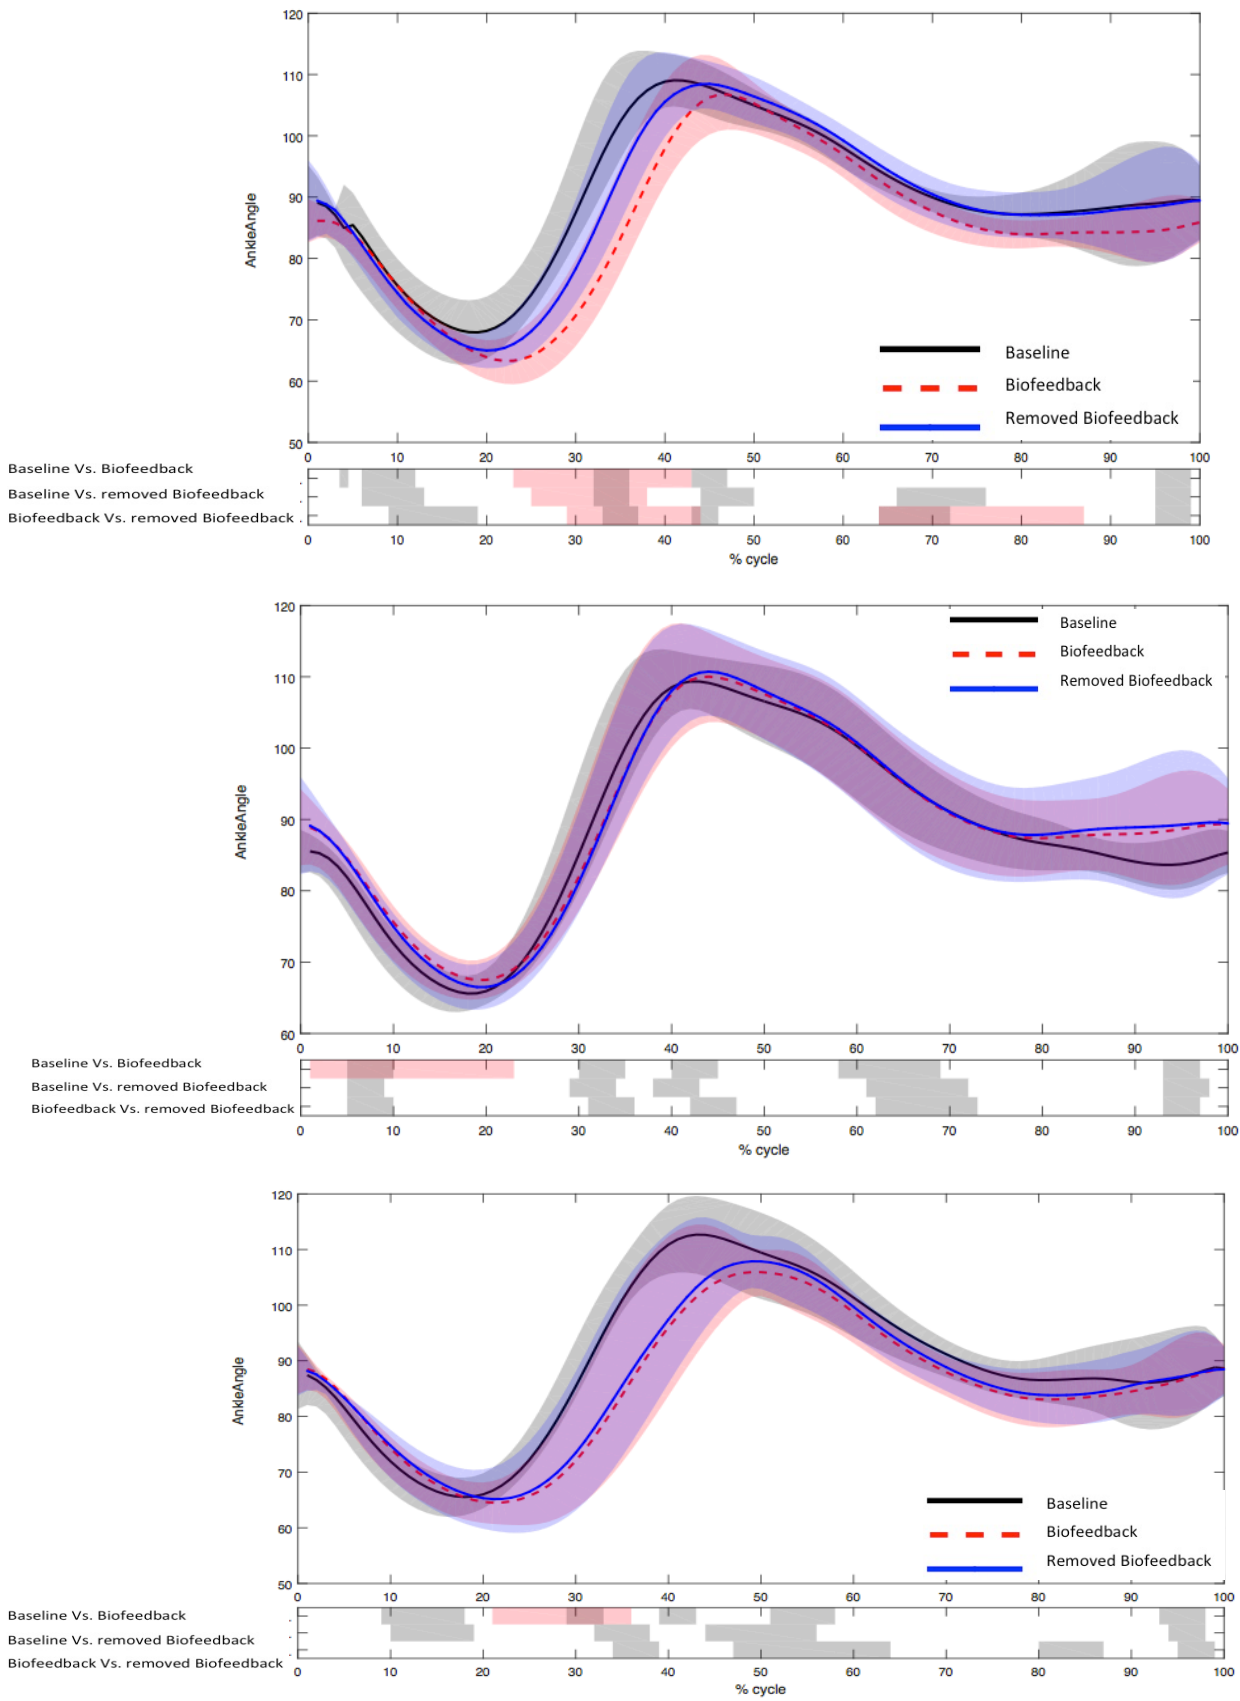 120
110
100
90
80
70
60
50
AnkleAngle
Baseline
Biofeedback
Removed Biofeedback
0 10 20 30 40 50 60 70 80 90 100
Baseline Vs. Biofeedback
Baseline Vs. removed Biofeedback
Biofeedback Vs. removed Biofeedback
0 10 20 30 40 50 60 70 80 90 100
% cycle
120
110
100
90
80
70
60
AnkleAngle
Baseline
Biofeedback
Removed Biofeedback
0 10 20 30 40 50 60 70 80 90 100
Baseline Vs. Biofeedback
Baseline Vs. removed Biofeedback
Biofeedback Vs. removed Biofeedback
0 10 20 30 40 50 60 70 80 90 100
% cycle
120
110
100
90
80
70
60
50
AnkleAngle
Baseline
Biofeedback
Removed Biofeedback
0 10 20 30 40 50 60 70 80 90 100
Baseline Vs. Biofeedback
Baseline Vs. removed Biofeedback
Biofeedback Vs. removed Biofeedback
0 10 20 30 40 50 60 70 80 90 100
% cycle